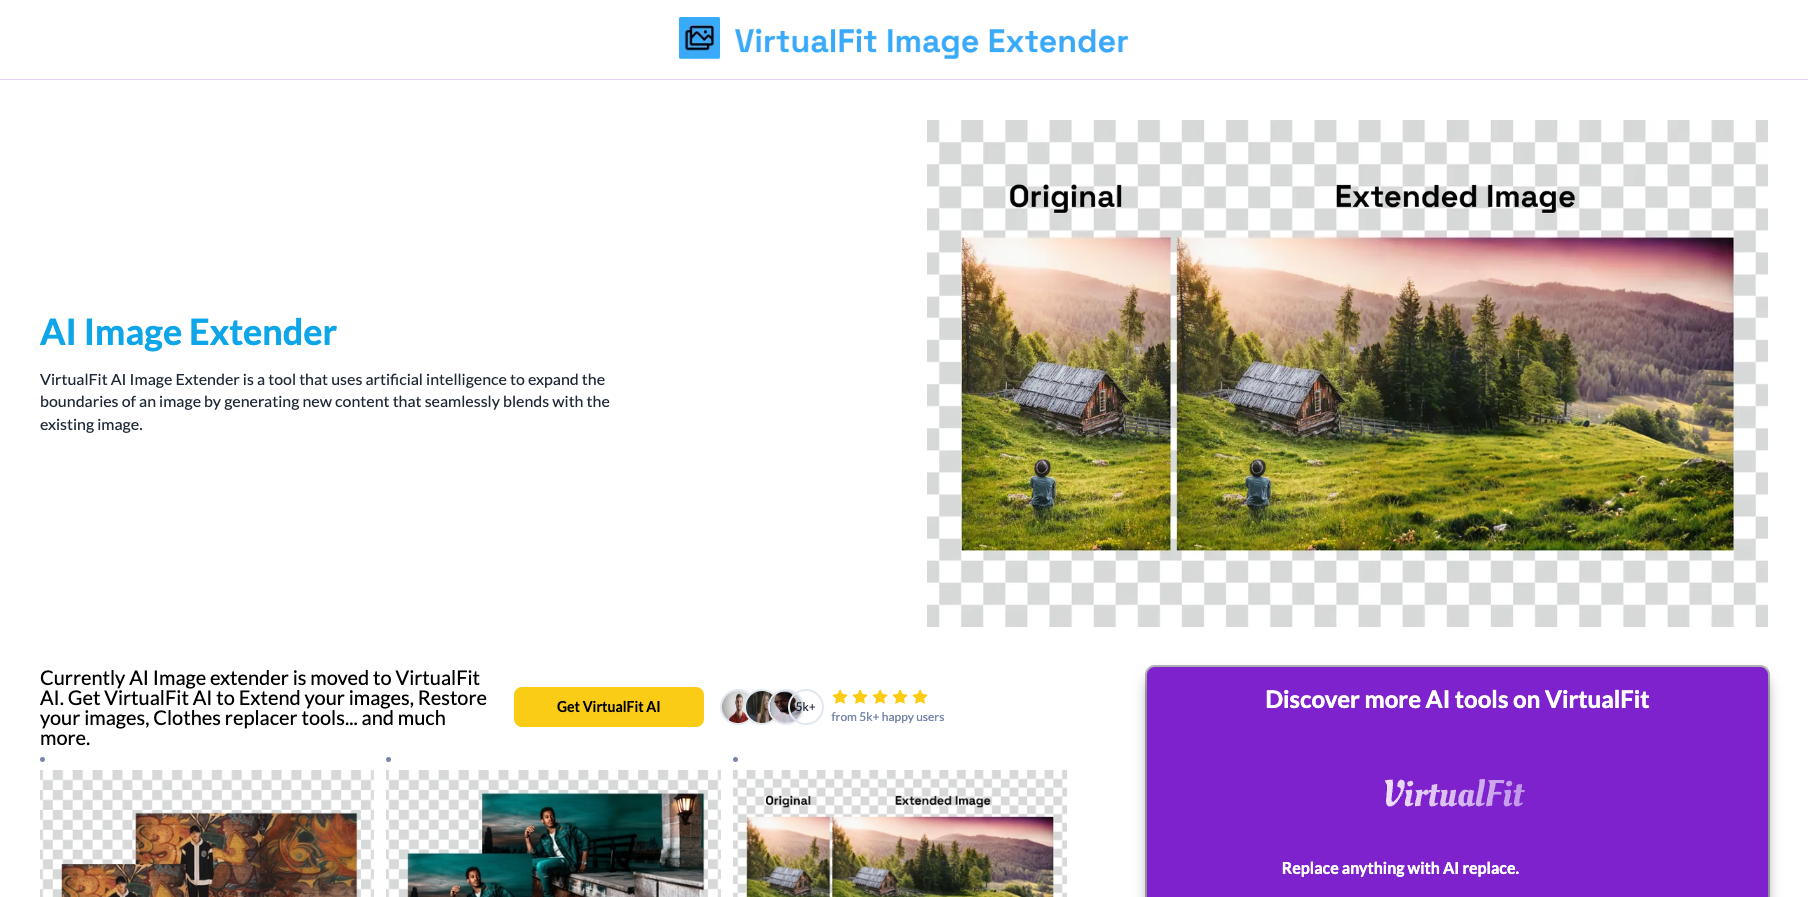 VirtualFit Image Extender
Original
Extended Image
AI Image Extender
VirtualFit AI Image Extender is a tool that uses artificial intelligence to expand the
boundaries of an image by generating new content that seamlessly blends with the
existing image.
Currently AI Image extender is moved to VirtualFit
AI. Get VirtualFit AI to Extend your images, Restore
your images, Clothes replacer tools... and much
more.
Get VirtualFit AI
5k+
from 5k+ happy users
Original
Extended Image
Discover more AI tools on VirtualFit
VirtualFit
Replace anything with AI replace.